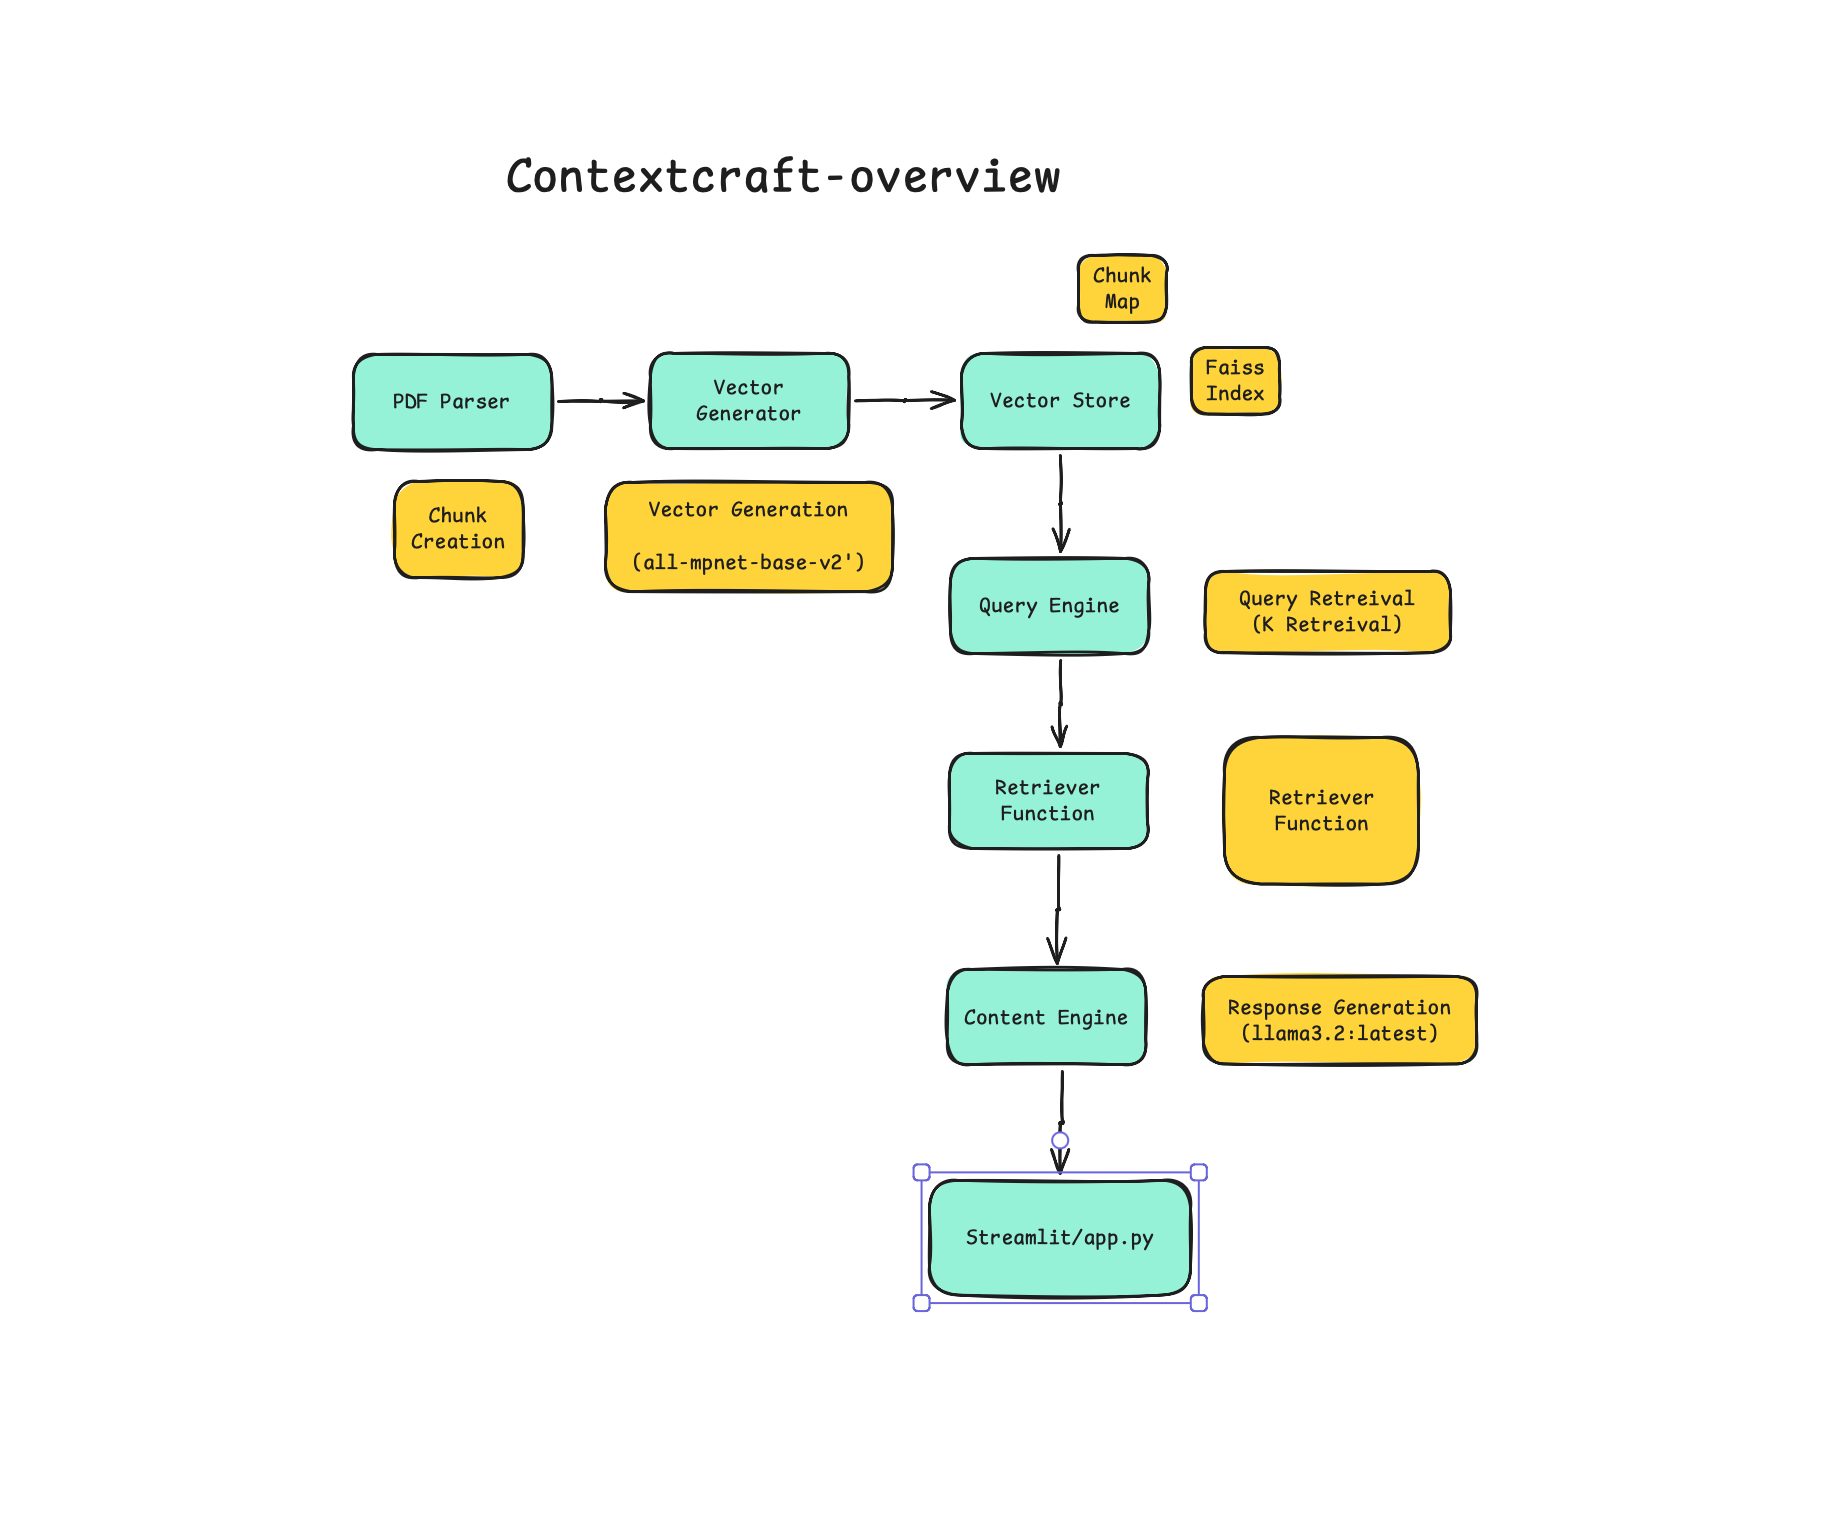 Contextcraft-overview
Chunk
Map
PDF Parser
Vector
Generator
Vector Store
Faiss
Index
Chunk
Creation
Vector Generation
(all-mpnet-base-v2')
Query Engine
Query Retreival
(K Retreival)
Retriever
Function
Retriever
Function
Content Engine
Response Generation
(llama3.2:latest)
Streamlit/app.py